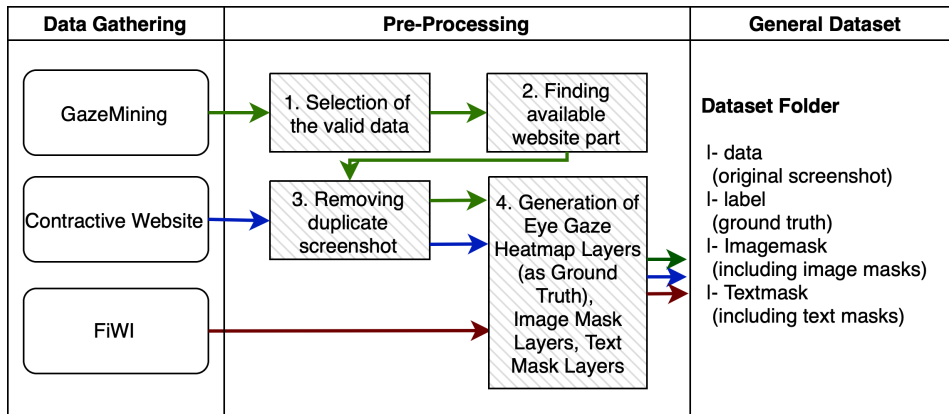 Data Gathering
Pre-Processing
General Dataset
GazeMining
1. Selection of
the valid data
2. Finding
available
website part
Contractive Website
3. Removing
duplicate
screenshot
4. Generation of
Eye Gaze
Heatmap Layers
(as Ground
Truth),
Image Mask
Layers, Text
Mask Layers
FiWI
Dataset Folder
|- data
(original screenshot)
|- label
(ground truth)
|- Imagemask
(including image masks)
|- Textmask
(including text masks)